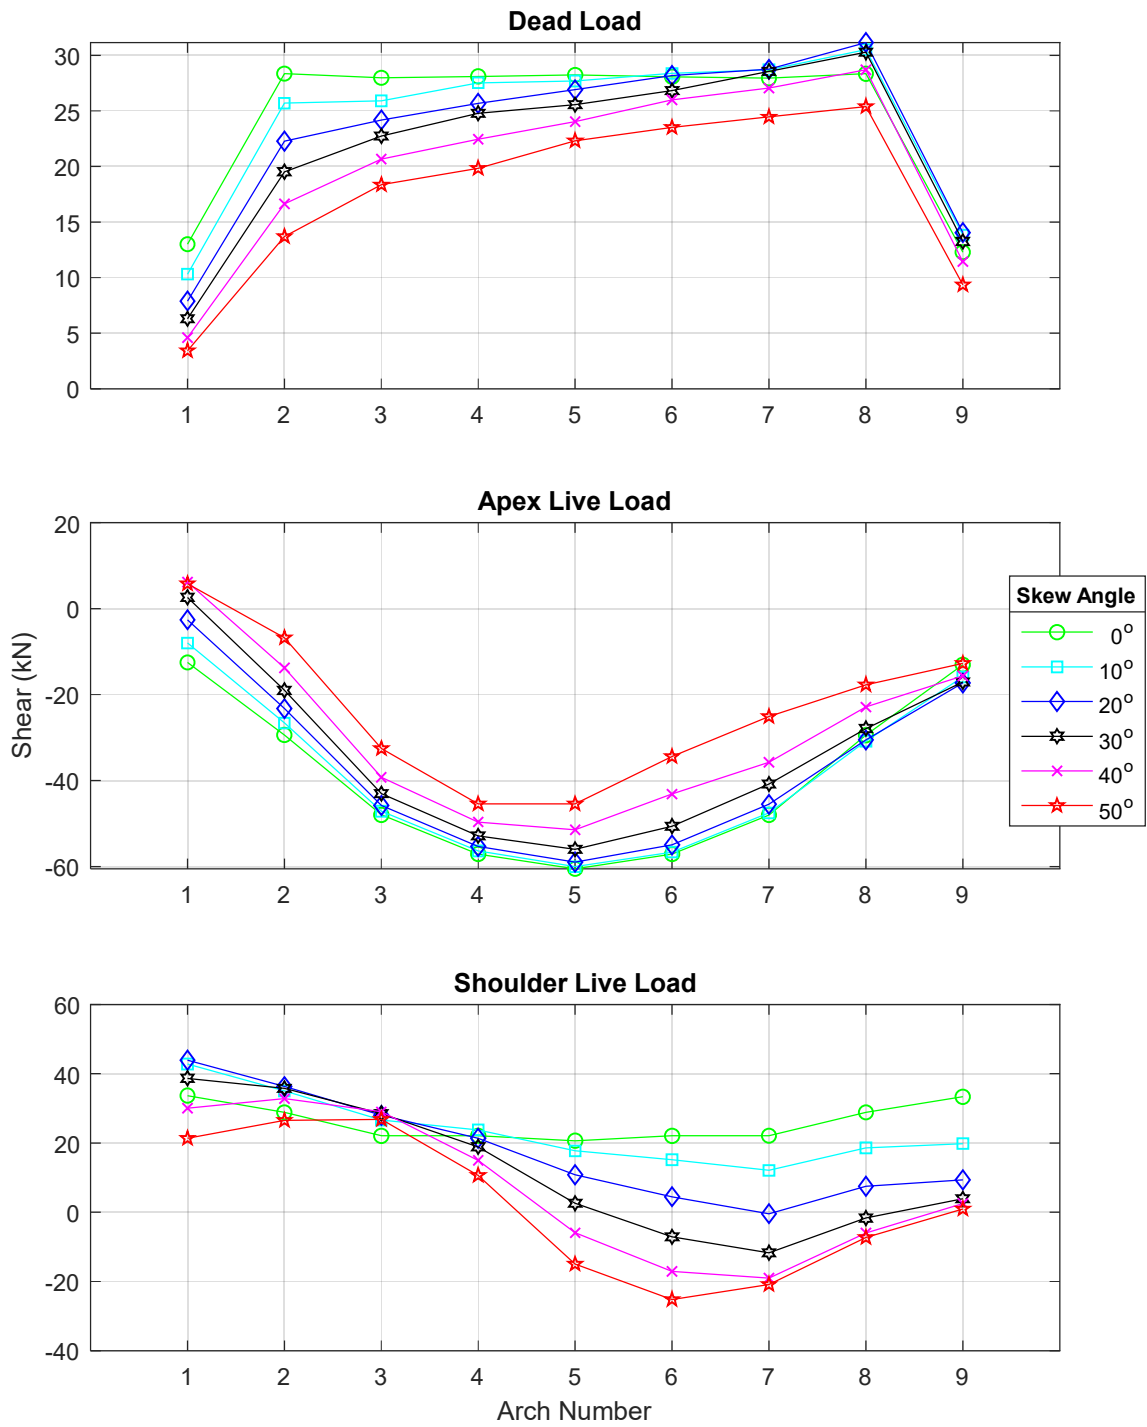 Dead Load
30
25
20
15
10
5
0
1 2 3 4 5 6 7 8 9
Apex Live Load
20
0
-20
-40
-60
1 2 3 4 5 6 7 8 9
Shear (kN)
Skew Angle
0°
10°
20°
30°
40°
50°
Shoulder Live Load
60
40
20
0
-20
-40
1 2 3 4 5 6 7 8 9
Arch Number